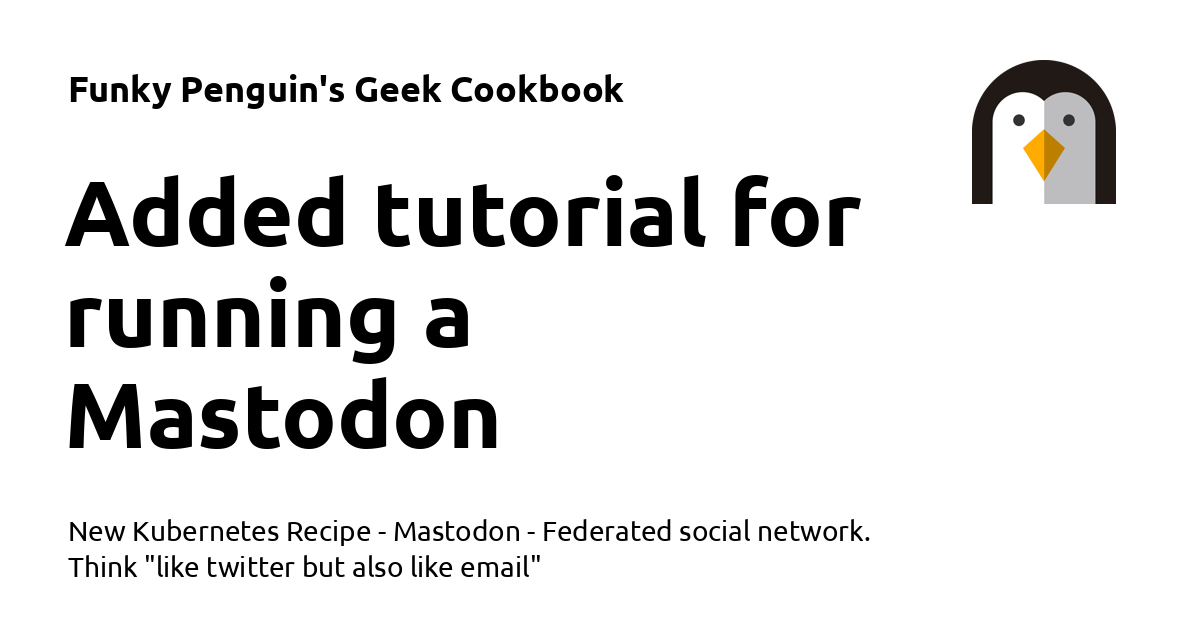 Funky Penguin's Geek Cookbook
Added tutorial for
running a
Mastodon
New Kubernetes Recipe - Mastodon - Federated social network.
Think "like twitter but also like email"